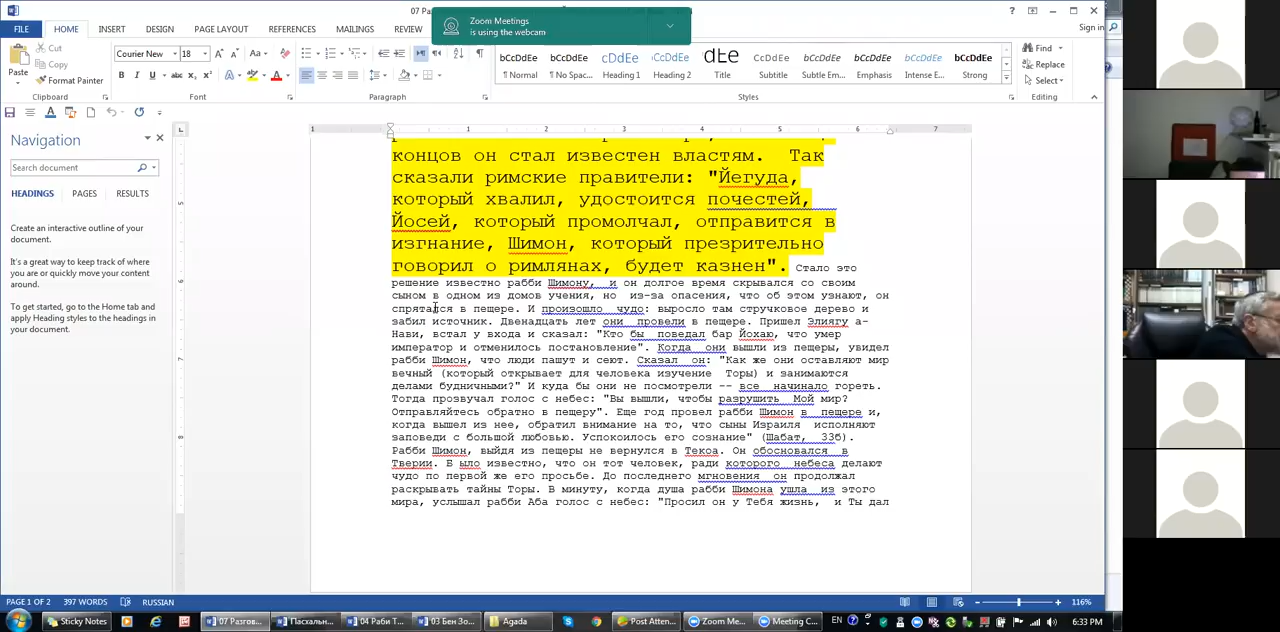 07 Раз
Zoom Meetings
is using the webcam
Sign in
FILE HOME INSERT DESIGN PAGE LAYOUT REFERENCES MAILINGS REVIEW
Paste
Cut
Copy
Format Painter
Courier New 18
Clipboard Font Paragraph Styles Editing
AaBbCcDdEe
¶ Normal
¶ No Spac...
Heading 1
Heading 2
Title
Subtitle
Subtle Em...
Emphasis
Intense E...
Strong
Find
Replace
Select
Navigation
Search document
HEADINGS PAGES RESULTS
Create an interactive outline of your
document.
It's a great way to keep track of where
you are or quickly move your content
around.
To get started, go to the Home tab and
apply Heading styles to the headings in
your document.
концов он стал известен властям. Так
сказали римские правители: "Йегуда,
который хвалил, удостоится почестей,
Йосей, который промолчал, отправится в
изгнание, Шимон, который презрительно
говорил о римлянах, будет казнен". Стало это
решение известно рабби Шимону, и он долгое время скрывался со своим
сыном в одном из домов учения, но из-за опасения, что об этом узнают, он
спрятался в пещере. И произошло чудо: выросло там стручковое дерево и
забил источник. Двенадцать лет они провели в пещере. Пришел Элиягу а-
Нави, встал у входа и сказал: "Кто бы поведал бар Йохаю, что умер
император и отменилось постановление". Когда они вышли из пещеры, увидел
рабби Шимон, что люди пашут и сеют. Сказал он: "Как же они оставляют мир
вечный (который открывает для человека изучение Торы) и занимаются
делами будничными?" И куда бы они не посмотрели -- все начинало гореть.
Тогда прозвучал голос с небес: "Вы вышли, чтобы разрушить Мой мир?
Отправляйтесь обратно в пещеру". Еще год провел рабби Шимон в пещере и,
когда вышел из нее, обратил внимание на то, что сыны Израиля исполняют
заповеди с большой любовью. Успокоилось его сознание" (Шабат, 33б).
Рабби Шимон, выйдя из пещеры не вернулся в Текоа. Он обосновался в
Тверии. Б ыло известно, что он тот человек, ради которого небеса делают
чудо по первой же его просьбе. До последнего мгновения он продолжал
раскрывать тайны Торы. В минуту, когда душа рабби Шимона ушла из этого
мира, услышал рабби Аба голос с небес: "Просил он у Тебя жизнь, и Ты дал
PAGE 1 OF 2 397 WORDS RUSSIAN 116%
Sticky Notes 07 Разгов... Пасхальн... 04 Раби Т... 03 Бен Зо... Agada Post Atten... Zoom Me... Meeting C... EN 6:33 PM